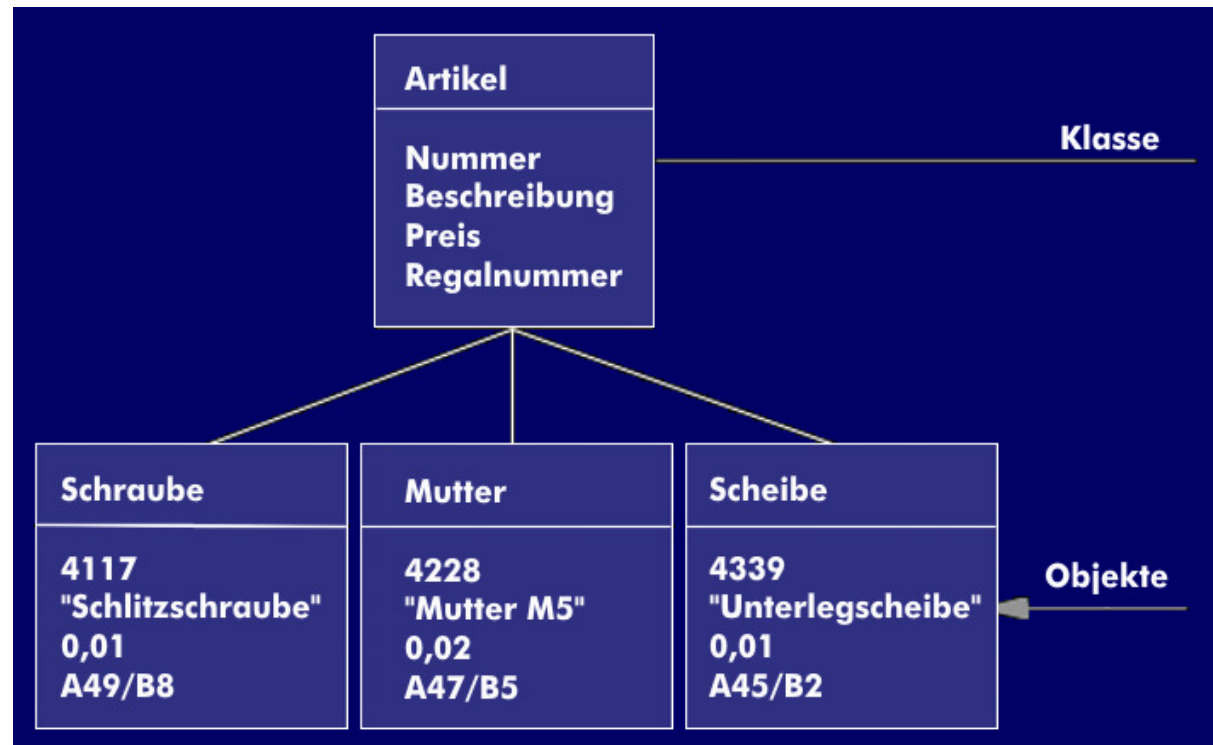 Artikel
Nummer
Beschreibung
Preis
Regalnummer
Klasse
Schraube
4117
"Schlitzschraube"
0,01
A49/B8
Mutter
4228
"Mutter M5"
0,02
A47/B5
Scheibe
4339
"Unterlegscheibe"
0,01
A45/B2
Objekte